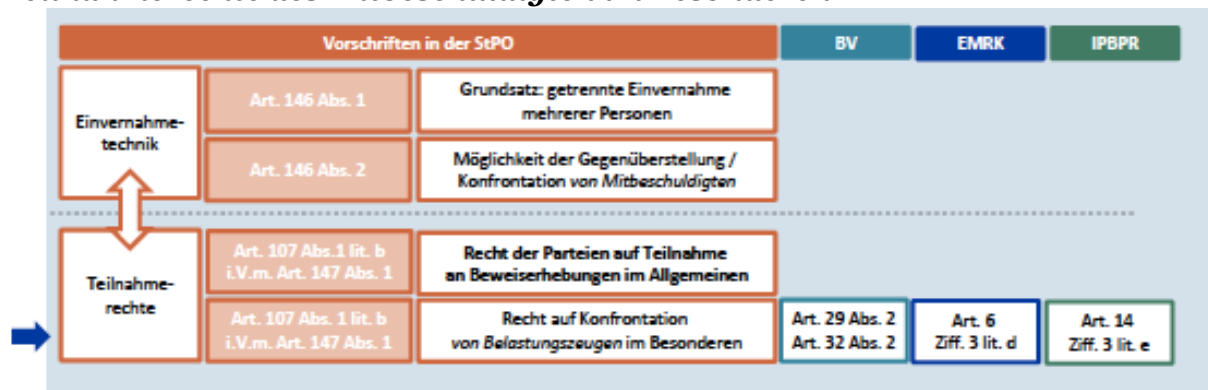 Vorschriften in der StPO BV EMRK IPBPR
Einvernahme-
technik
Art. 146 Abs. 1
Grundsatz: getrennte Einvernahme
mehrerer Personen
Art. 146 Abs. 2
Möglichkeit der Gegenüberstellung /
Konfrontation von Mitbeschuldigten
Teilnahme-
rechte
Art. 107 Abs.1 lit. b
i.V.m. Art. 147 Abs. 1
Recht der Parteien auf Teilnahme
an Beweiserhebungen im Allgemeinen
Art. 107 Abs. 1 lit. b
i.V.m. Art. 147 Abs. 1
Recht auf Konfrontation
von Belastungszeugen im Besonderen
Art. 29 Abs. 2
Art. 32 Abs. 2
Art. 6
Ziff. 3 lit. d
Art. 14
Ziff. 3 lit. e